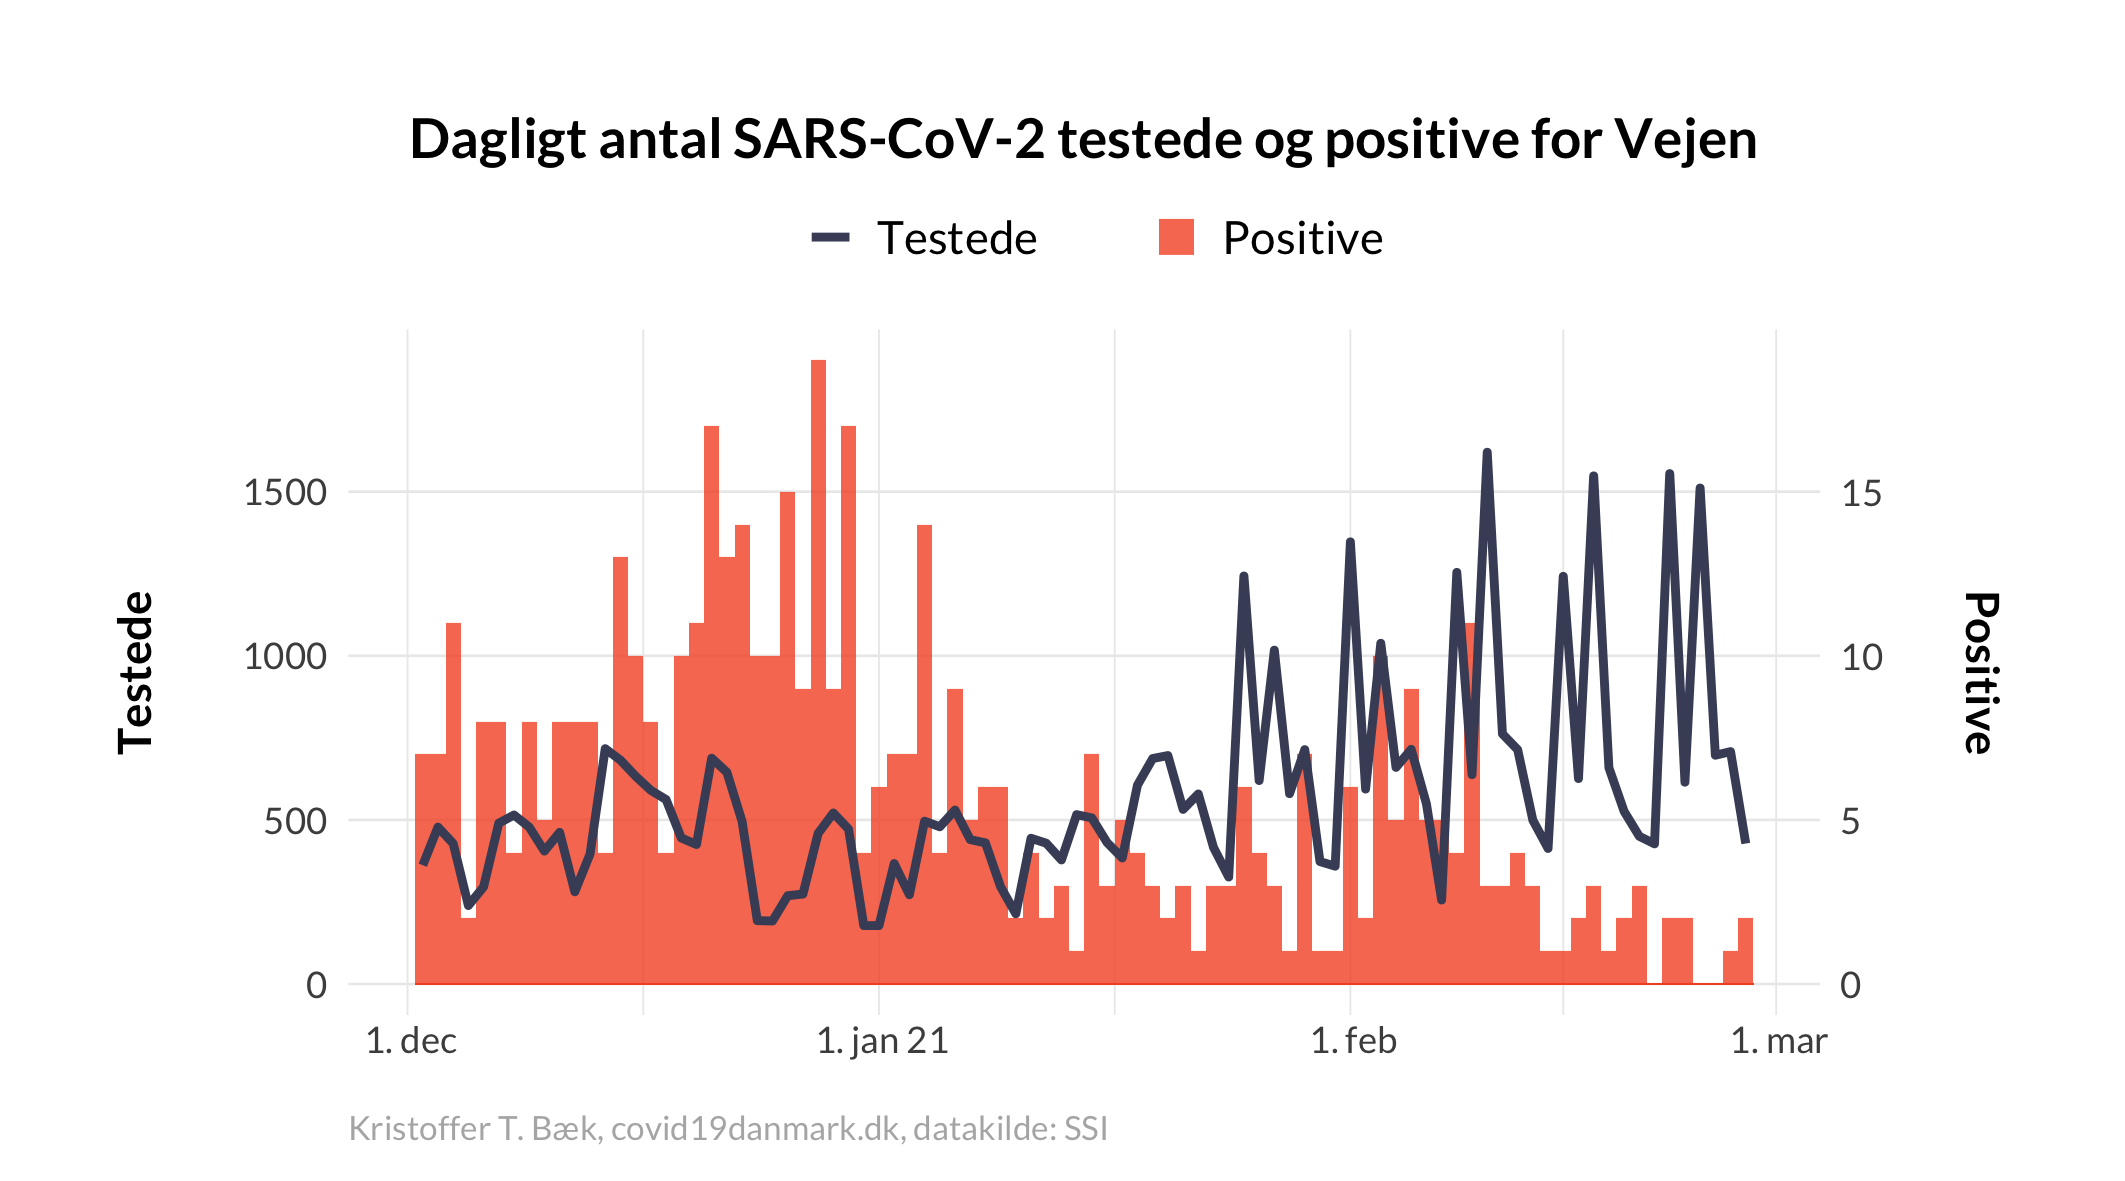 Dagligt antal SARS-CoV-2 testede og positive for Vejen
Testede Positive
Testede
1500
1000
500
0
15
10
5
0
Positive
1. dec 1. jan 21 1. feb 1. mar
Kristoffer T. Bæk, covid19danmark.dk, datakilde: SSI